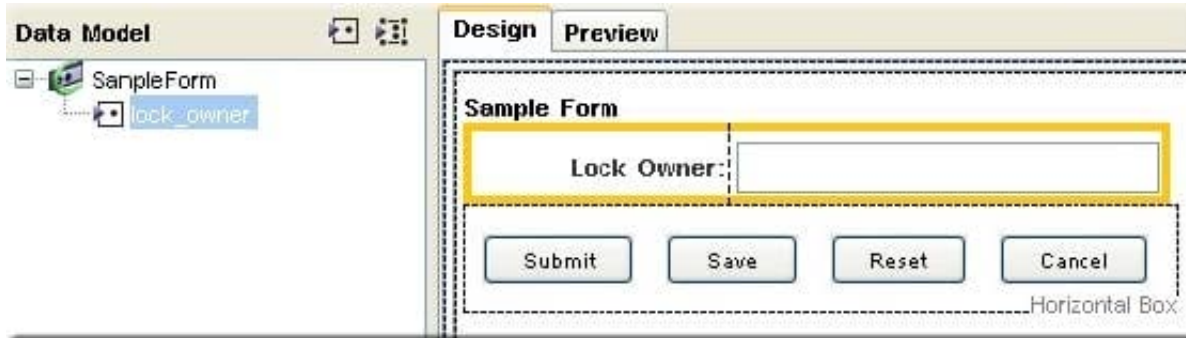 Data Model
SampleForm
lock_owner
Design Preview
Sample Form
Lock Owner:
Submit Save Reset Cancel
Horizontal Box